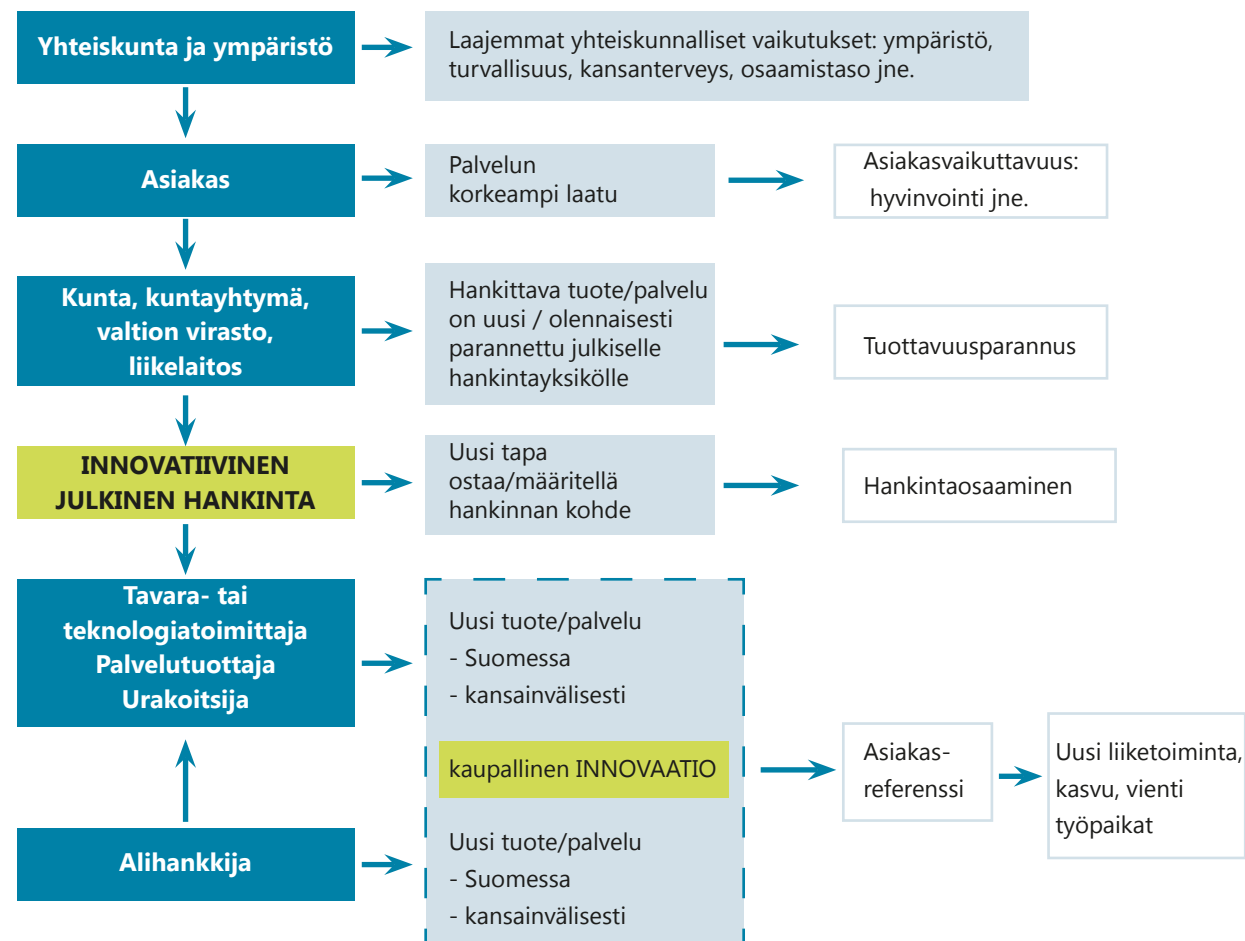 Yhteiskunta ja ympäristö
Laajemmat yhteiskunnalliset vaikutukset: ympäristö,
turvallisuus, kansanterveys, osaamistaso jne.
Asiakas
Palvelun
korkeampi laatu
Asiakasvaikuttavuus:
hyvinvointi jne.
Kunta, kuntayhtymä,
valtion virasto,
liikelaitos
Hankittava tuote/palvelu
on uusi / olennaisesti
parannettu julkiselle
hankintayksikölle
Tuottavuusparannus
INNOVATIIVINEN
JULKINEN HANKINTA
Uusi tapa
ostaa/määritellä
hankinnan kohde
Hankintaosaaminen
Tavara- tai
teknologiatoimittaja
Palvelutuottaja
Urakoitsija
Uusi tuote/palvelu
- Suomessa
- kansainvälisesti
kaupallinen INNOVAATIO
Asiakas-
referenssi
Uusi liiketoiminta,
kasvu, vienti
työpaikat
Alihankkija
Uusi tuote/palvelu
- Suomessa
- kansainvälisesti